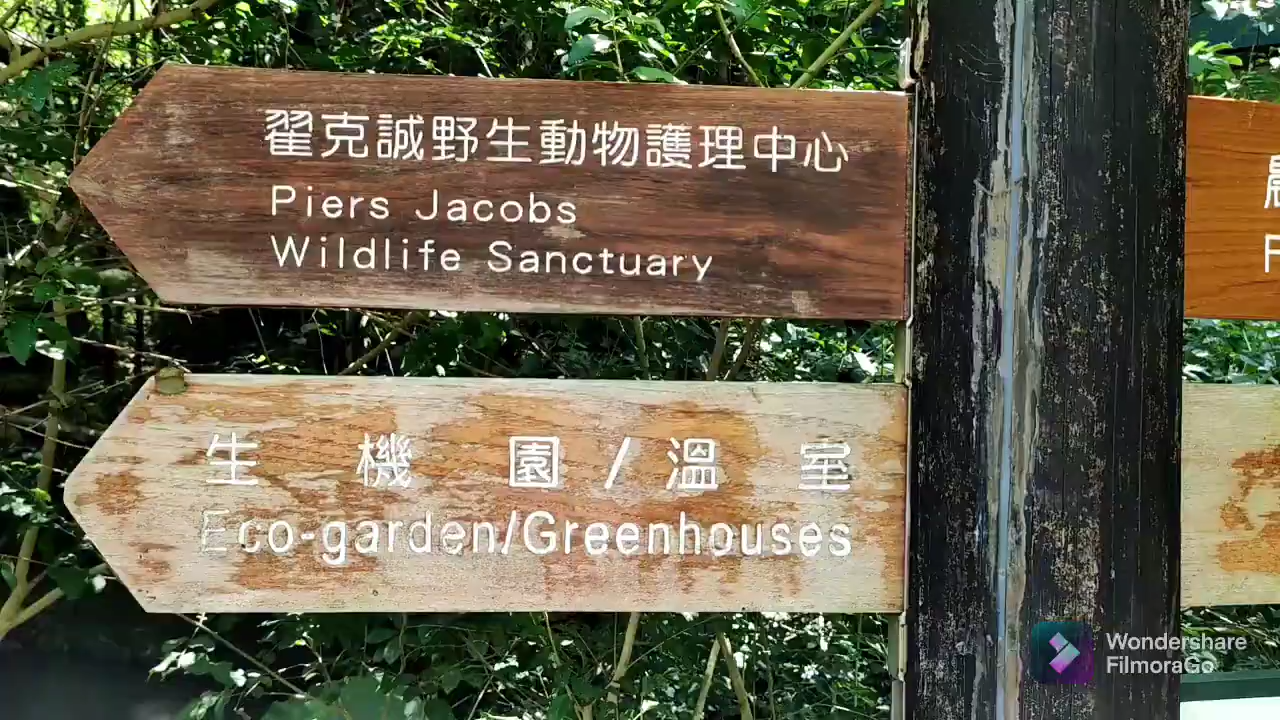 翟克誠野生動物護理中心
Piers Jacobs
Wildlife Sanctuary
生機園/溫室
Eco-garden/Greenhouses
F
Wondershare
FilmoraGo